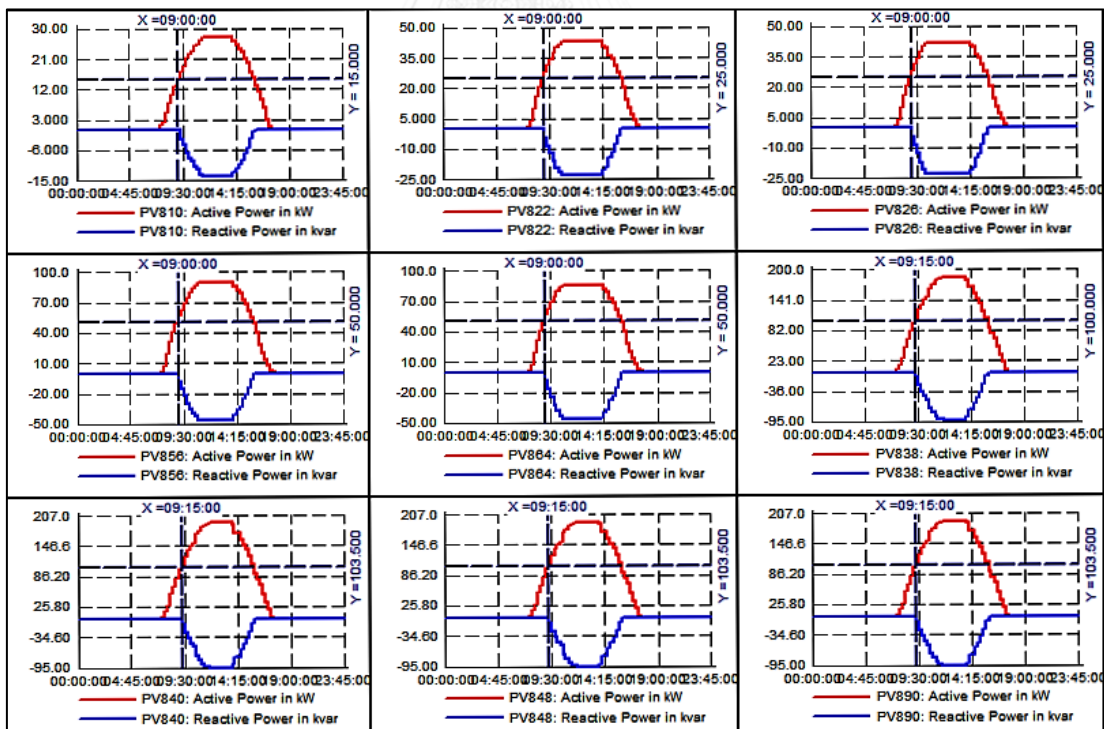 X =09:00:00
30.00
21.00
12.00
3.000
-6.000
-15.00
Y = 15.000
00:00:00 04:45:00 09:30:00 14:15:00 19:00:00 23:45:00
PV810: Active Power in kW
PV810: Reactive Power in kvar
X =09:00:00
50.00
35.00
20.00
5.000
-10.00
-25.00
Y = 25.000
00:00:00 04:45:00 09:30:00 14:15:00 19:00:00 23:45:00
PV822: Active Power in kW
PV822: Reactive Power in kvar
X =09:00:00
50.00
35.00
20.00
5.000
-10.00
-25.00
Y = 25.000
00:00:00 04:45:00 09:30:00 14:15:00 19:00:00 23:45:00
PV826: Active Power in kW
PV826: Reactive Power in kvar
X =09:00:00
100.0
70.00
40.00
10.00
-20.00
-50.00
Y = 50.000
00:00:00 04:45:00 09:30:00 14:15:00 19:00:00 23:45:00
PV856: Active Power in kW
PV856: Reactive Power in kvar
X =09:00:00
100.0
70.00
40.00
10.00
-20.00
-50.00
Y = 50.000
00:00:00 04:45:00 09:30:00 14:15:00 19:00:00 23:45:00
PV864: Active Power in kW
PV864: Reactive Power in kvar
X =09:15:00
200.0
141.0
82.00
23.00
-36.00
-95.00
Y = 100.000
00:00:00 04:45:00 09:30:00 14:15:00 19:00:00 23:45:00
PV838: Active Power in kW
PV838: Reactive Power in kvar
X =09:15:00
207.0
146.6
86.20
25.80
-34.60
-95.00
Y = 103.500
00:00:00 04:45:00 09:30:00 14:15:00 19:00:00 23:45:00
PV840: Active Power in kW
PV840: Reactive Power in kvar
X =09:15:00
207.0
146.6
86.20
25.80
-34.60
-95.00
Y = 103.500
00:00:00 04:45:00 09:30:00 14:15:00 19:00:00 23:45:00
PV848: Active Power in kW
PV848: Reactive Power in kvar
X =09:15:00
207.0
146.6
86.20
25.80
-34.60
-95.00
Y = 103.500
00:00:00 04:45:00 09:30:00 14:15:00 19:00:00 23:45:00
PV890: Active Power in kW
PV890: Reactive Power in kvar